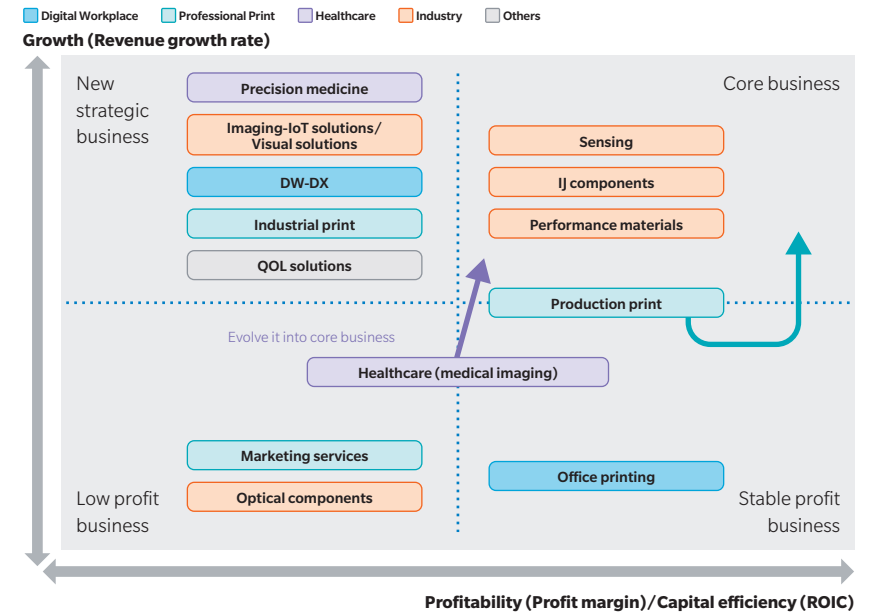 Digital Workplace
Professional Print
Healthcare
Industry
Others
Growth (Revenue growth rate)
New
strategic
business
Core business
Precision medicine
Imaging-IoT solutions/
Visual solutions
DW-DX
Industrial print
QOL solutions
Sensing
IJ components
Performance materials
Production print
Evolve it into core business
Healthcare (medical imaging)
Marketing services
Optical components
Office printing
Low profit
business
Stable profit
business
Profitability (Profit margin)/Capital efficiency (ROIC)